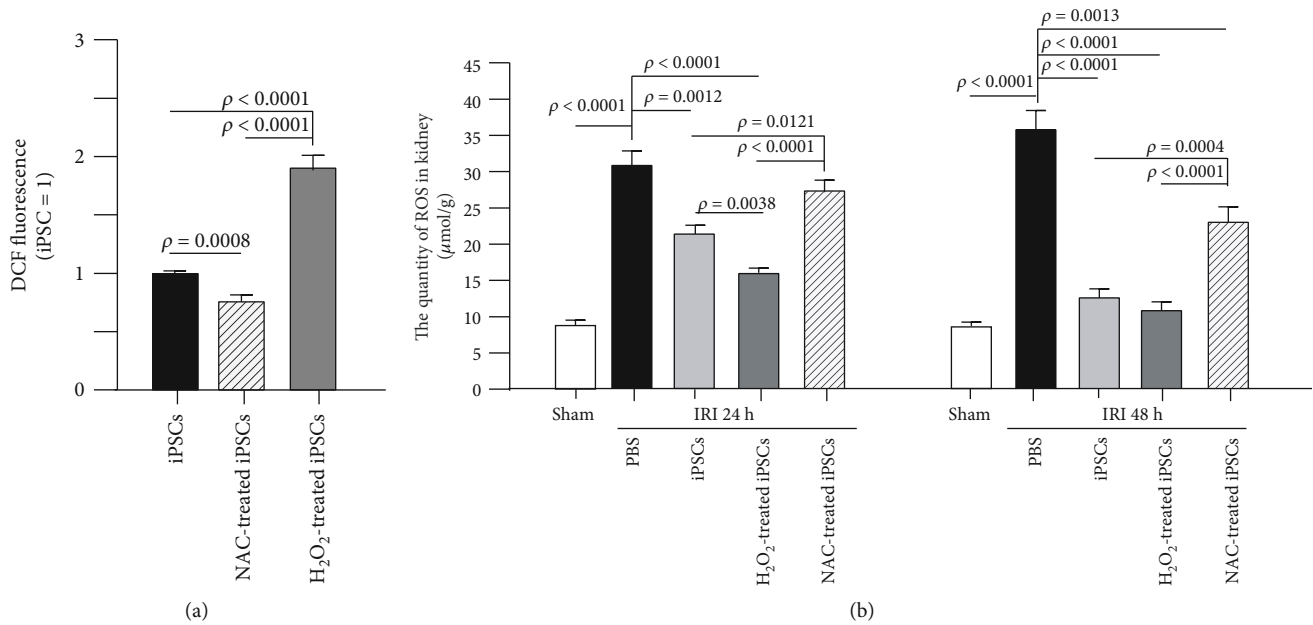 DCF fluorescence
(iPSC = 1)
3
2
1
0
ρ < 0.0001
ρ < 0.0001
ρ = 0.0008
iPSCs
NAC-treated iPSCs
H₂O₂-treated iPSCs
(a)
The quantity of ROS in kidney
(μmol/g)
45
40
35
30
25
20
15
10
5
0
ρ < 0.0001
ρ < 0.0001
ρ = 0.0012
ρ = 0.0121
ρ < 0.0001
ρ = 0.0038
Sham
IRI 24 h
PBS
iPSCs
H₂O₂-treated iPSCs
NAC-treated iPSCs
ρ = 0.0013
ρ < 0.0001
ρ < 0.0001
ρ < 0.0001
ρ = 0.0004
ρ < 0.0001
Sham
IRI 48 h
PBS
iPSCs
H₂O₂-treated iPSCs
NAC-treated iPSCs
(b)